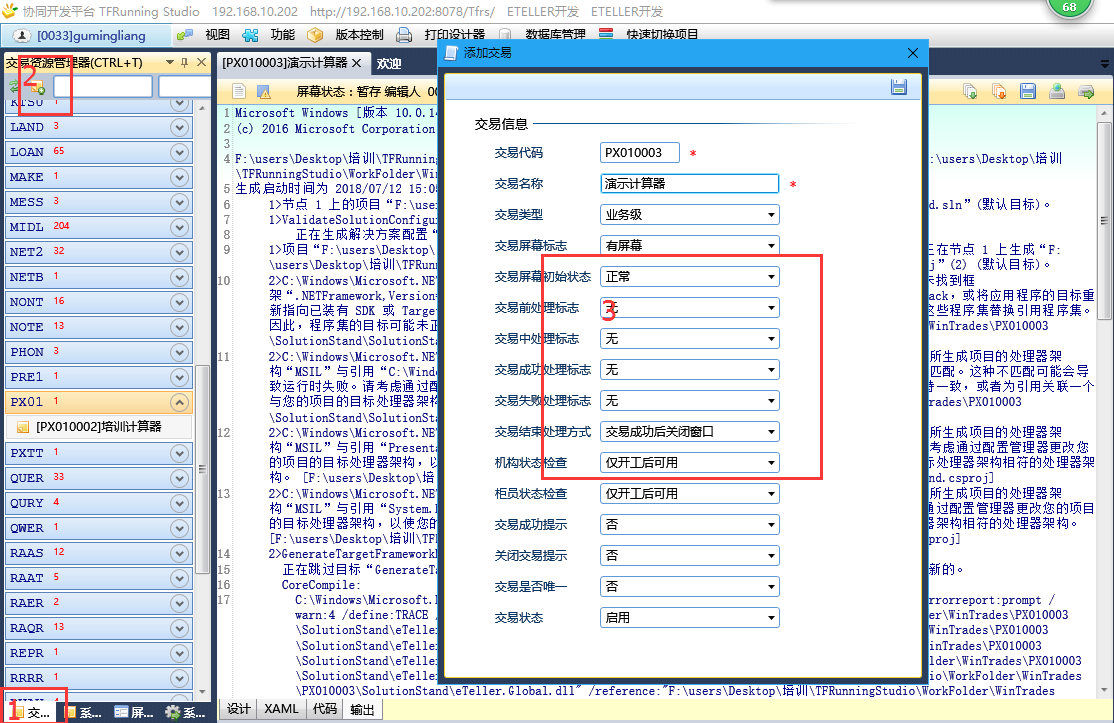 协同开发平台 TFRunning Studio 192.168.10.202 http://192.168.10.202:8078/Tfrs/ ETELLER开发 ETELLER开发
68
[0033]gumingliang 视图 功能 版本控制 打印设计器 数据库管理 快速切换项目
交易资源管理器(CTRL+T)
2
KTSU 1
LAND 3
LOAN 65
MAKE 1
MESS 3
MIDL 204
NET2 32
NETB 1
NONT 16
NOTE 13
PHON 3
PRE1 1
PX01 1
[PX010002]培训计算器
PXTT 1
QUER 33
QURY 4
QWER 1
RAAS 12
RAAT 5
RAER 2
RAQR 13
REPR 1
RRRR 1
1
交... 系... 屏... 系...
[PX010003]演示计算器 欢迎
屏幕状态：暂存 编辑人 00
1 Microsoft Windows [版本 10.0.14
2 (c) 2016 Microsoft Corporation
3
4 F:\users\Desktop\培训\TFRunning
\TFRunningStudio\WorkFolder\Win
5 生成启动时间为 2018/07/12 15:05
6 1>节点 1 上的项目“F:\use
7 1>ValidateSolutionConfigu
8 正在生成解决方案配置“
9 1>项目“F:\users\Desktop\
\users\Desktop\培训\TFRun
10 2>C:\Windows\Microsoft.NE
架“.NETFramework,Version=
新指向已装有 SDK 或 Targe
因此，程序集的目标可能未正
\SolutionStand\SolutionSt
11 2>C:\Windows\Microsoft.NE
构“MSIL”与引用“C:\Windo
致运行时失败。请考虑通过配
与您的项目的目标处理器架构
\SolutionStand\SolutionSt
12 2>C:\Windows\Microsoft.NE
构“MSIL”与引用“Presenta
的项目的目标处理器架构，以
构。 [F:\users\Desktop\培
13 2>C:\Windows\Microsoft.NE
构“MSIL”与引用“System.D
的目标处理器架构，以使您的
[F:\users\Desktop\培训\TF
14 2>GenerateTargetFrameworkM
15 正在跳过目标“GenerateTa
16 CoreCompile:
17 C:\Windows\Microsoft.N
warn:4 /define:TRACE /
\SolutionStand\eTeller
\SolutionStand\eTeller
\SolutionStand\eTeller
\SolutionStand\eTeller
\PX010003\SolutionStand\eTeller.Global.dll" /reference:"F:\users\Desktop\培训\TFRunningStudio\WorkFolder\WinTrades
设计 XAML 代码 输出
添加交易
交易信息
交易代码 PX010003 *
交易名称 演示计算器 *
交易类型 业务级
交易屏幕标志 有屏幕
交易屏幕初始状态 正常
交易前处理标志 无
3
交易中处理标志 无
交易成功处理标志 无
交易失败处理标志 无
交易结束处理方式 交易成功后关闭窗口
机构状态检查 仅开工后可用
柜员状态检查 仅开工后可用
交易成功提示 否
关闭交易提示 否
交易是否唯一 否
交易状态 启用
:\users\Desktop\培训
d.sln”(默认目标)。
正在节点 1 上生成“F:
j”(2) (默认目标)。
未找到框
ack，或将应用程序的目标重
这些程序集替换引用程序集。
WinTrades\PX010003
所生成项目的处理器架
匹配。这种不匹配可能会导
持一致，或者为引用关联一个
rades\PX010003
所生成项目的处理器架
考虑通过配置管理器更改您
标处理器架构相符的处理器架
nd.csproj]
所生成项目的处理器架
通过配置管理器更改您的项目
器架构相符的处理器架构。
proj]
新的。
rrorreport:prompt /
der\WinTrades\PX010003
WinTrades\PX010003
inTrades\PX010003
lder\WinTrades\PX010003
der\WinTrades\PX010003